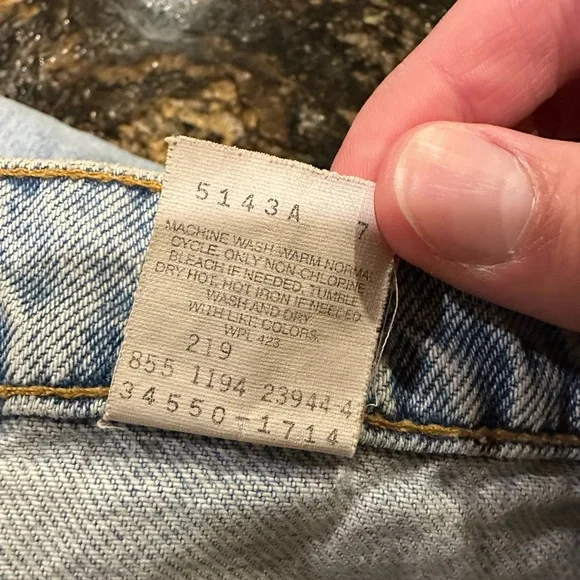 5143A 7
MACHINE WASH WARM NORMAL
CYCLE. ONLY NON-CHLORINE
BLEACH IF NEEDED. TUMBLE
DRY HOT. HOT IRON IF NEEDED
WASH AND DRY
WITH LIKE COLORS.
WPL 423
219
855 1194 23944 4
34550-1714